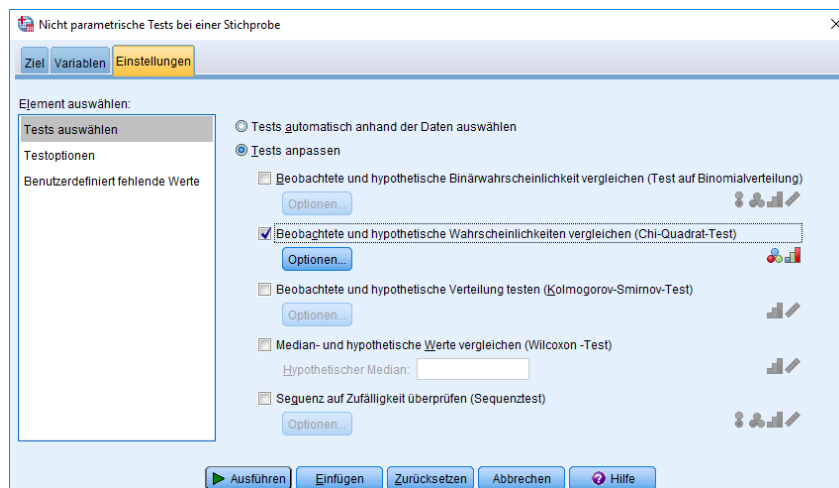 Nicht parametrische Tests bei einer Stichprobe
Ziel Variablen Einstellungen
Element auswählen:
Tests auswählen
Testoptionen
Benutzerdefiniert fehlende Werte
Tests automatisch anhand der Daten auswählen
Tests anpassen
Beobachtete und hypothetische Binärwahrscheinlichkeit vergleichen (Test auf Binomialverteilung)
Optionen...
Beobachtete und hypothetische Wahrscheinlichkeiten vergleichen (Chi-Quadrat-Test)
Optionen...
Beobachtete und hypothetische Verteilung testen (Kolmogorov-Smirnov-Test)
Optionen...
Median- und hypothetische Werte vergleichen (Wilcoxon -Test)
Hypothetischer Median:
Sequenz auf Zufälligkeit überprüfen (Sequenztest)
Optionen...
Ausführen Einfügen Zurücksetzen Abbrechen Hilfe